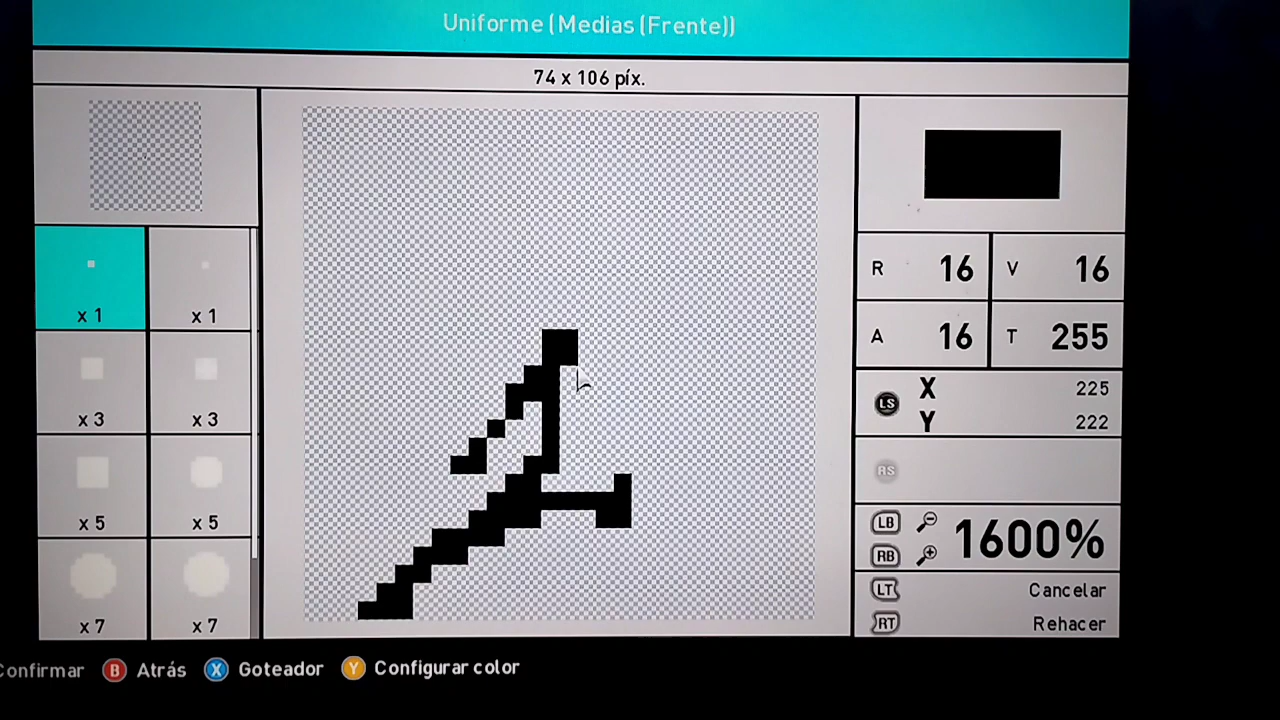 Uniforme (Medias (Frente))
74 x 106 píx.
x 1
x 1
x 3
x 3
x 5
x 5
x 7
x 7
R 16
V 16
A 16
T 255
LS X 225
Y 222
RS
LB
RB
1600%
LT Cancelar
RT Rehacer
Confirmar B Atrás X Goteador Y Configurar color